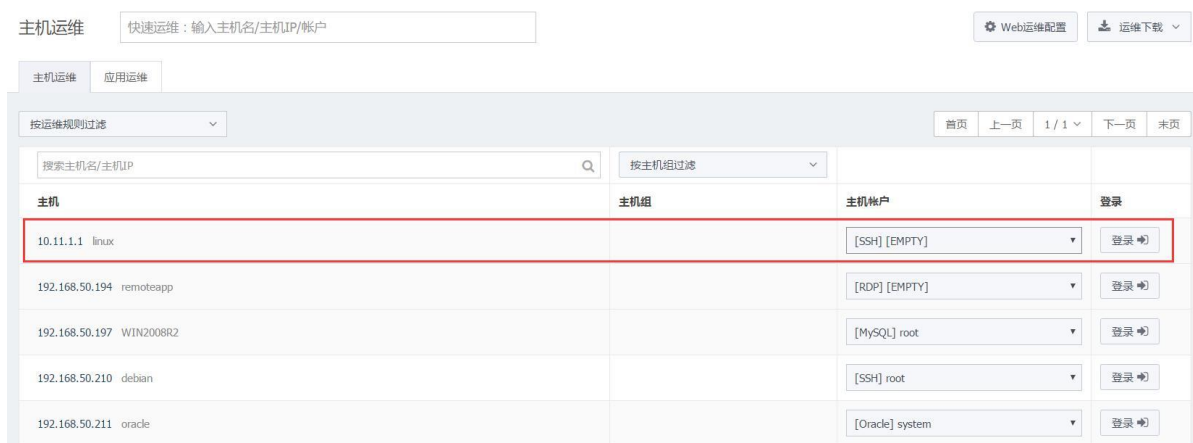 主机运维 快速运维：输入主机名/主机IP/帐户 Web运维配置 运维下载
主机运维 应用运维
按运维规则过滤 首页 上一页 1 / 1 下一页 末页
搜索主机名/主机IP 按主机组过滤
主机 主机组 主机帐户 登录
10.11.1.1 linux [SSH] [EMPTY] 登录
192.168.50.194 remoteapp [RDP] [EMPTY] 登录
192.168.50.197 WIN2008R2 [MySQL] root 登录
192.168.50.210 debian [SSH] root 登录
192.168.50.211 oracle [Oracle] system 登录